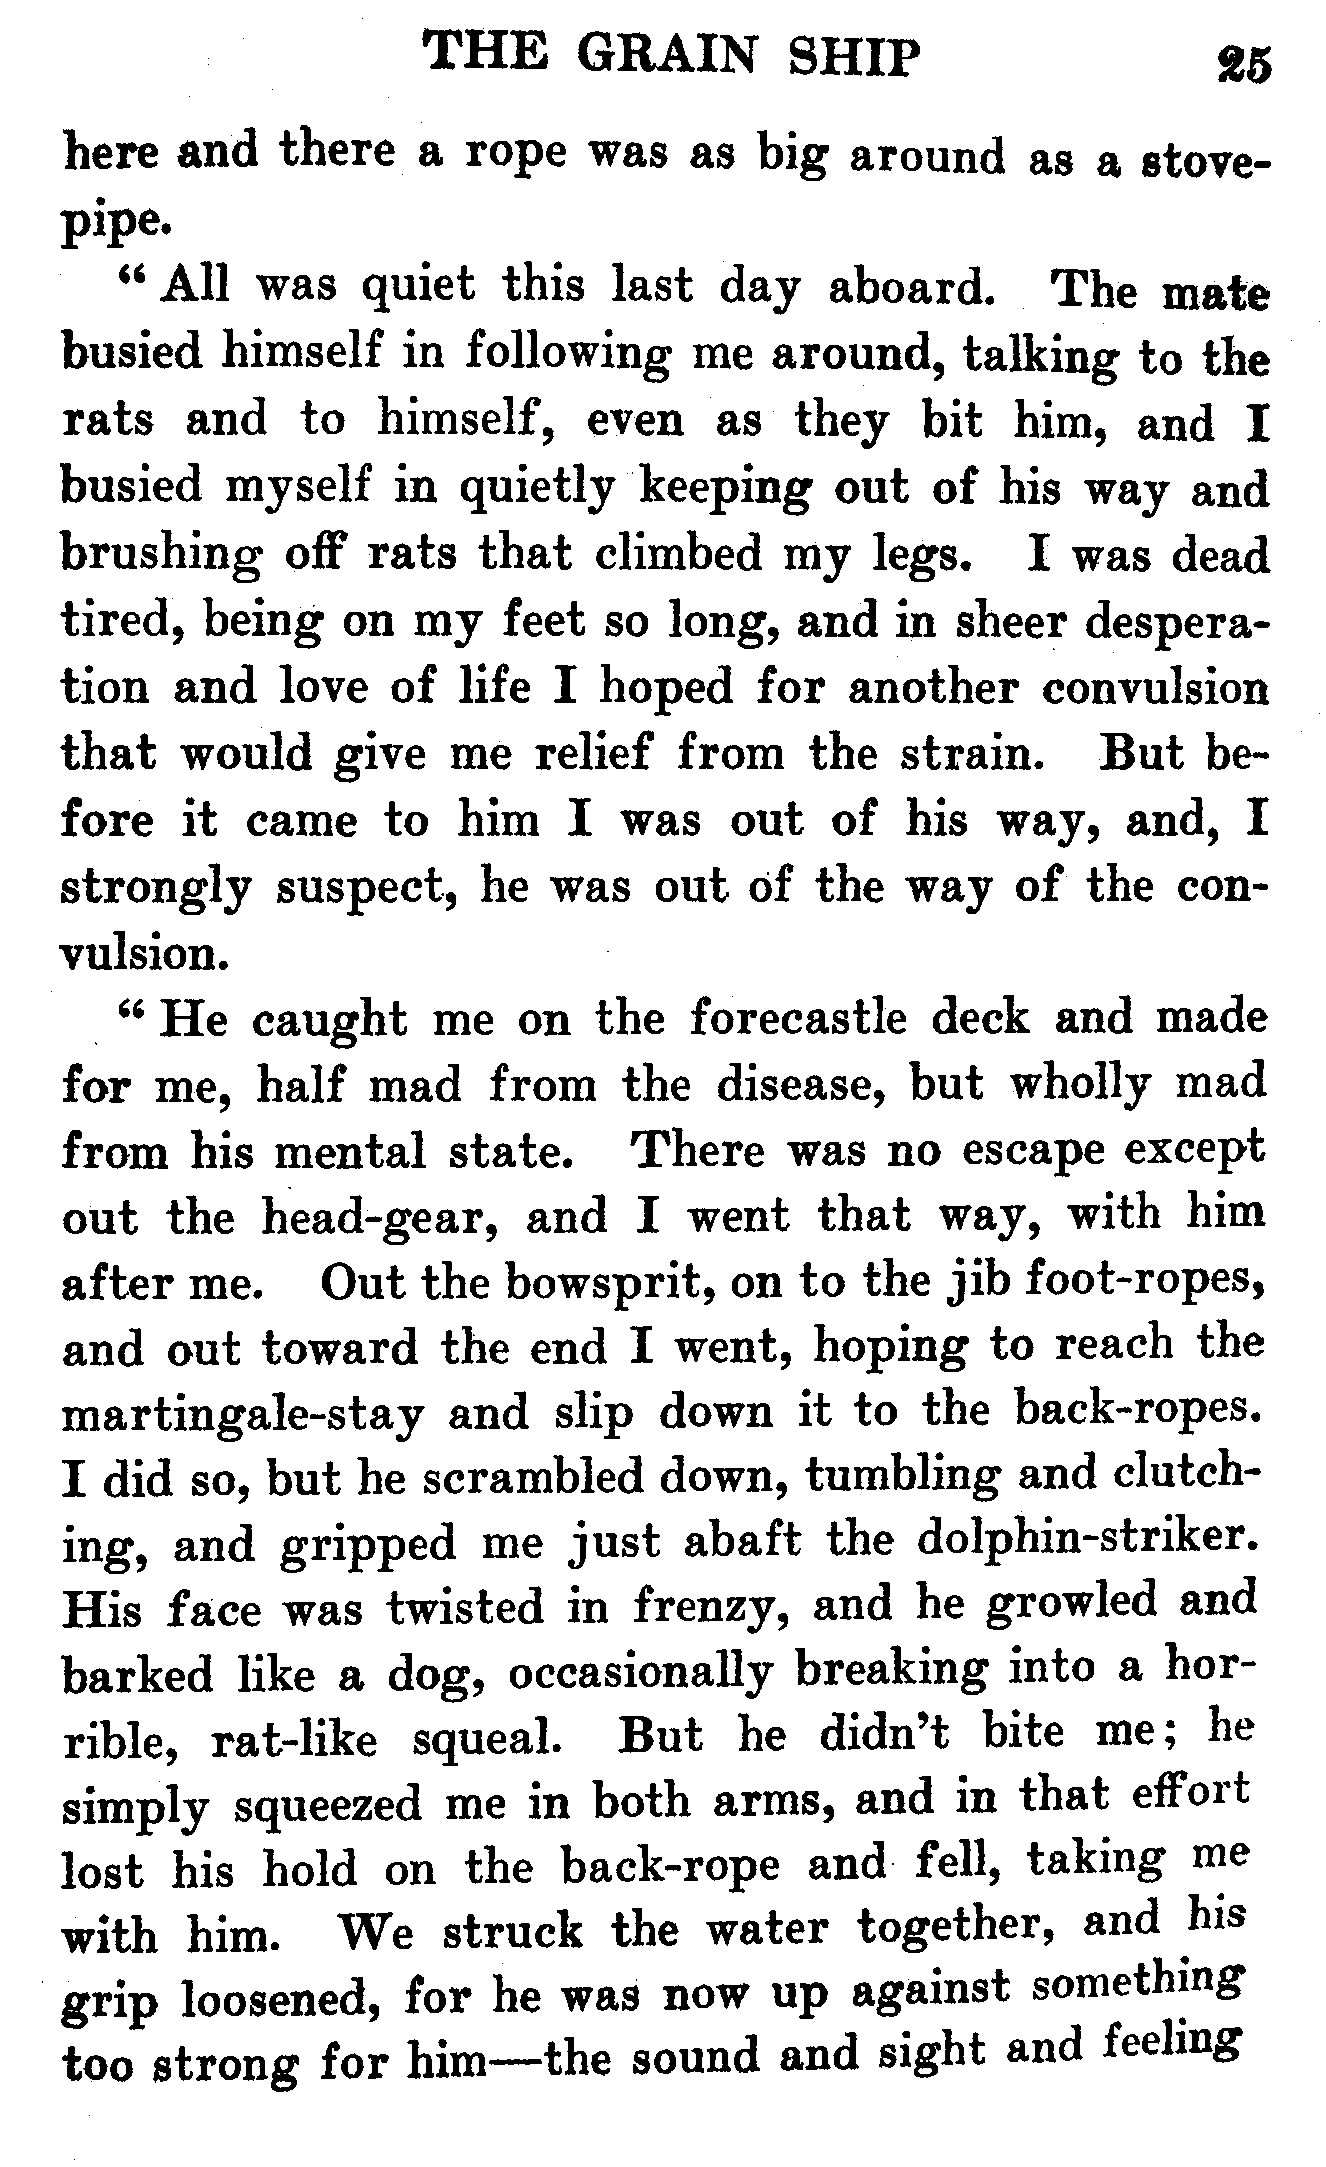 THE GRAIN SHIP 25
here and there a rope was as big around as a stove-
pipe.
“ All was quiet this last day aboard. The mate
busied himself in following me around, talking to the
rats and to himself, even as they bit him, and I
busied myself in quietly keeping out of his way and
brushing off rats that climbed my legs. I was dead
tired, being on my feet so long, and in sheer despera-
tion and love of life I hoped for another convulsion
that would give me relief from the strain. But be-
fore it came to him I was out of his way, and, I
strongly suspect, he was out of the way of the con-
vulsion.
“ He caught me on the forecastle deck and made
for me, half mad from the disease, but wholly mad
from his mental state. There was no escape except
out the head-gear, and I went that way, with him
after me. Out the bowsprit, on to the jib foot-ropes,
and out toward the end I went, hoping to reach the
martingale-stay and slip down it to the back-ropes.
I did so, but he scrambled down, tumbling and clutch-
ing, and gripped me just abaft the dolphin-striker.
His face was twisted in frenzy, and he growled and
barked like a dog, occasionally breaking into a hor-
rible, rat-like squeal. But he didn’t bite me; he
simply squeezed me in both arms, and in that effort
lost his hold on the back-rope and fell, taking me
with him. We struck the water together, and his
grip loosened, for he was now up against something
too strong for him—the sound and sight and feeling